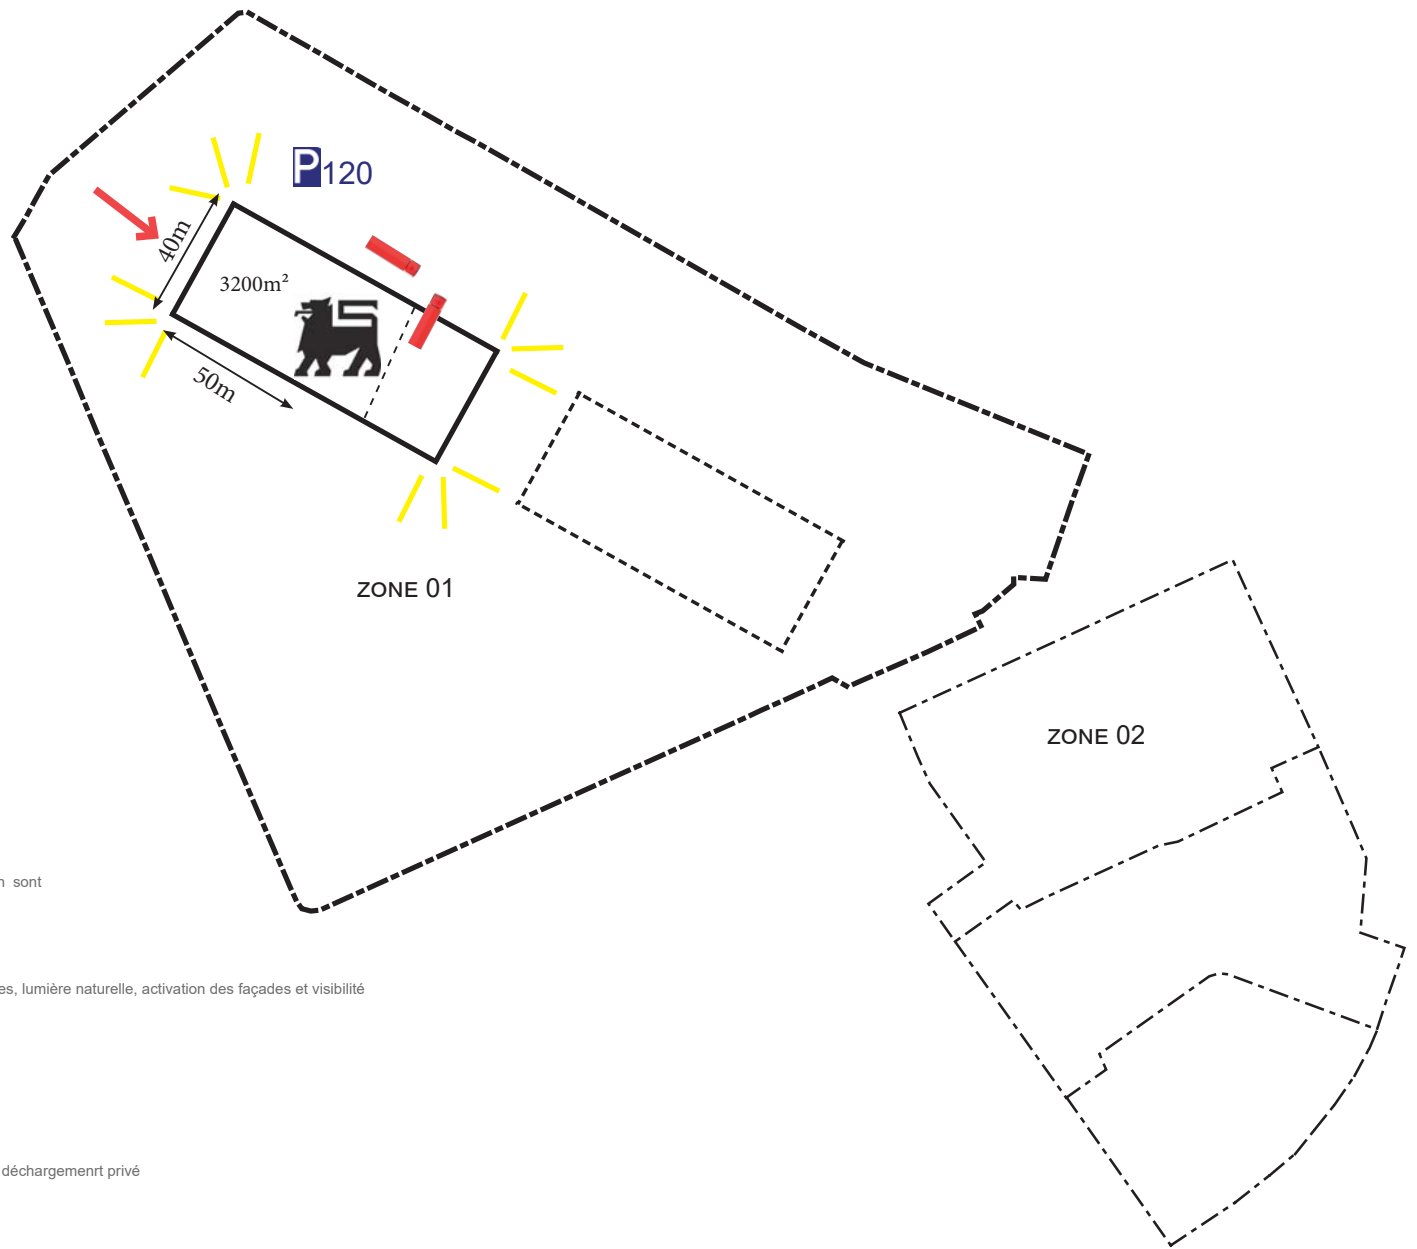 P120
40m
3200m²
50m
ZONE 01
ZONE 02
sont
es, lumière naturelle, activation des façades et visibilité
déchargemenrt privé